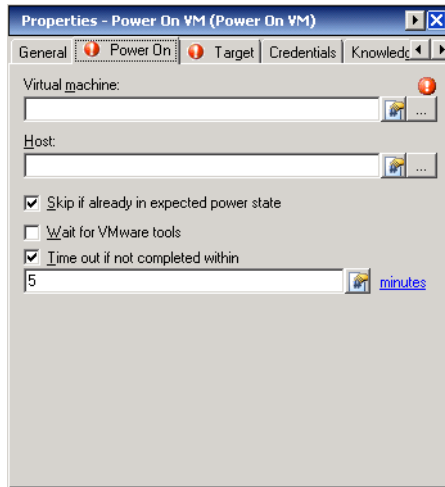 Properties - Power On VM (Power On VM)
General Power On Target Credentials Knowledg
Virtual machine:
...
Host:
...
Skip if already in expected power state
Wait for VMware tools
Time out if not completed within
5 minutes